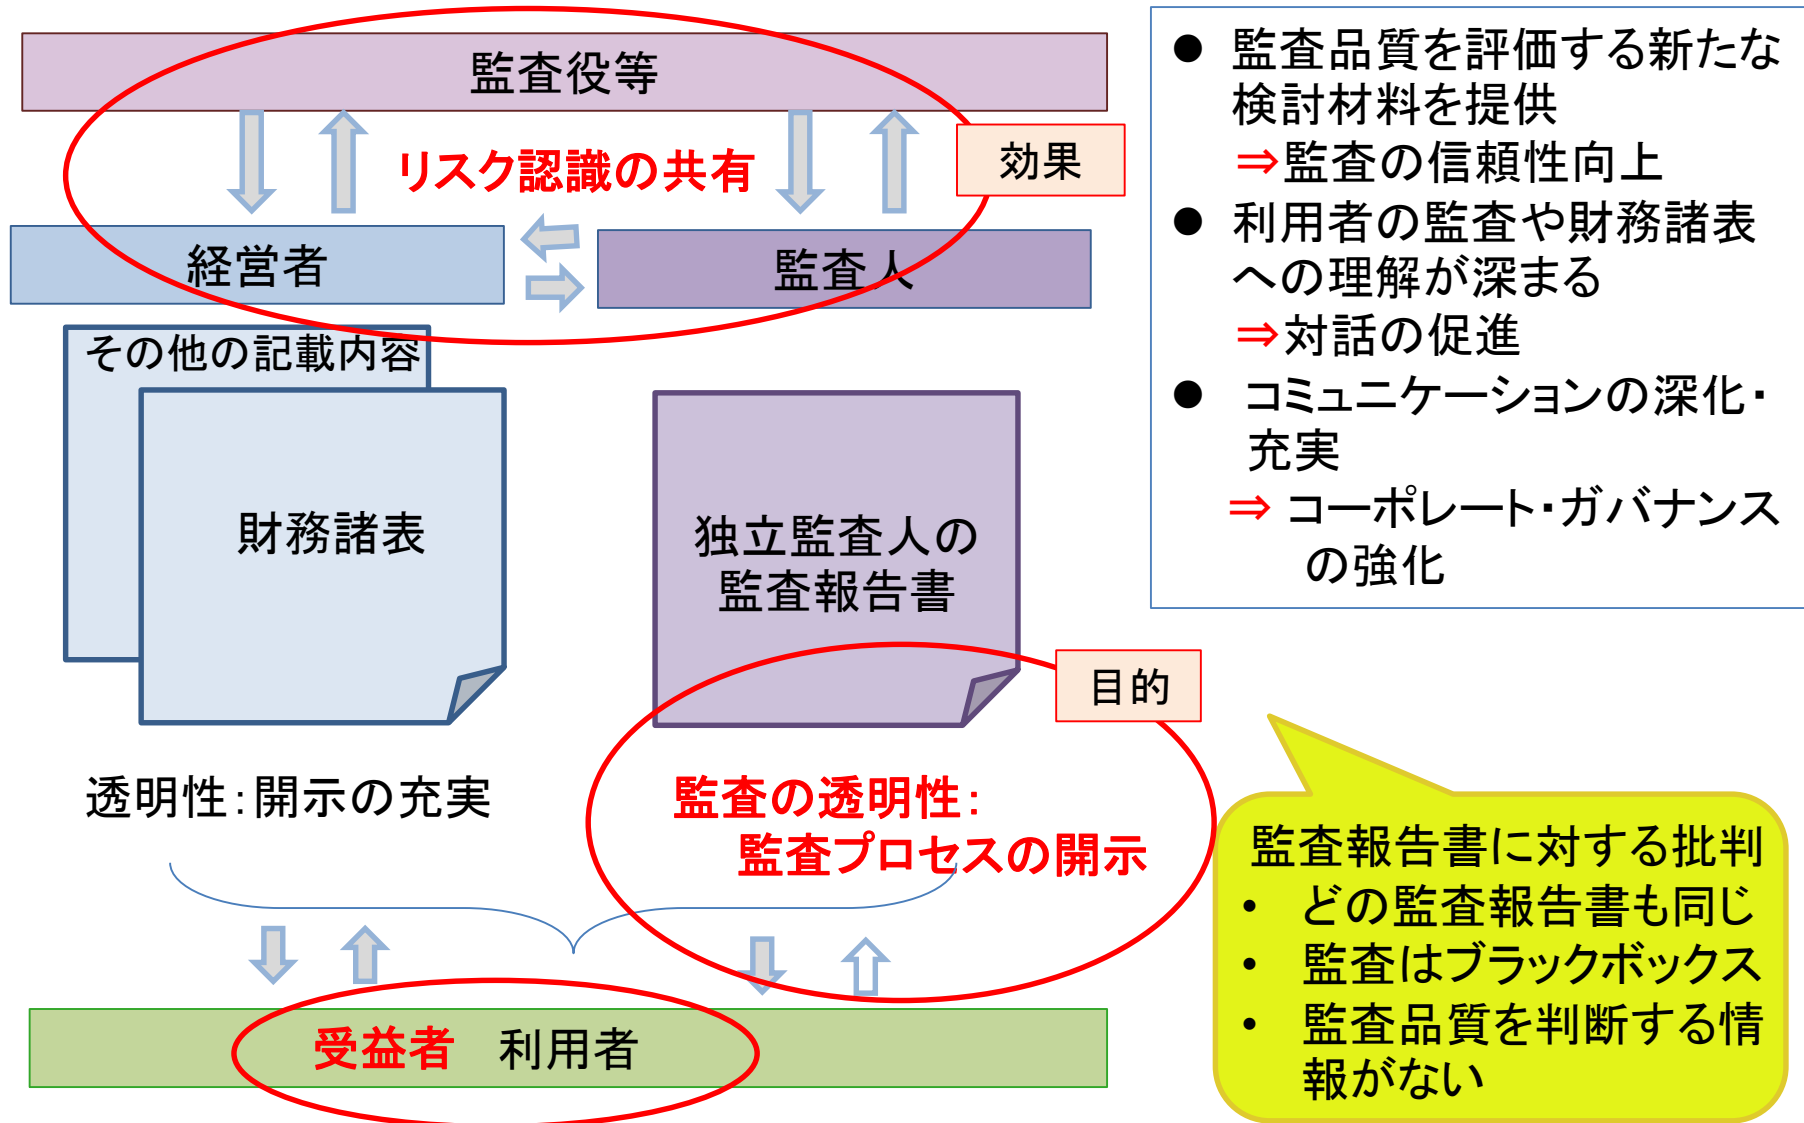 監査役等
リスク認識の共有
効果
経営者
監査人
その他の記載内容
財務諸表
独立監査人の
監査報告書
目的
透明性：開示の充実
監査の透明性：
監査プロセスの開示
受益者 利用者
● 監査品質を評価する新たな
検討材料を提供
⇒監査の信頼性向上
● 利用者の監査や財務諸表
への理解が深まる
⇒対話の促進
● コミュニケーションの深化・
充実
⇒ コーポレート・ガバナンス
の強化
監査報告書に対する批判
• どの監査報告書も同じ
• 監査はブラックボックス
• 監査品質を判断する情
報がない